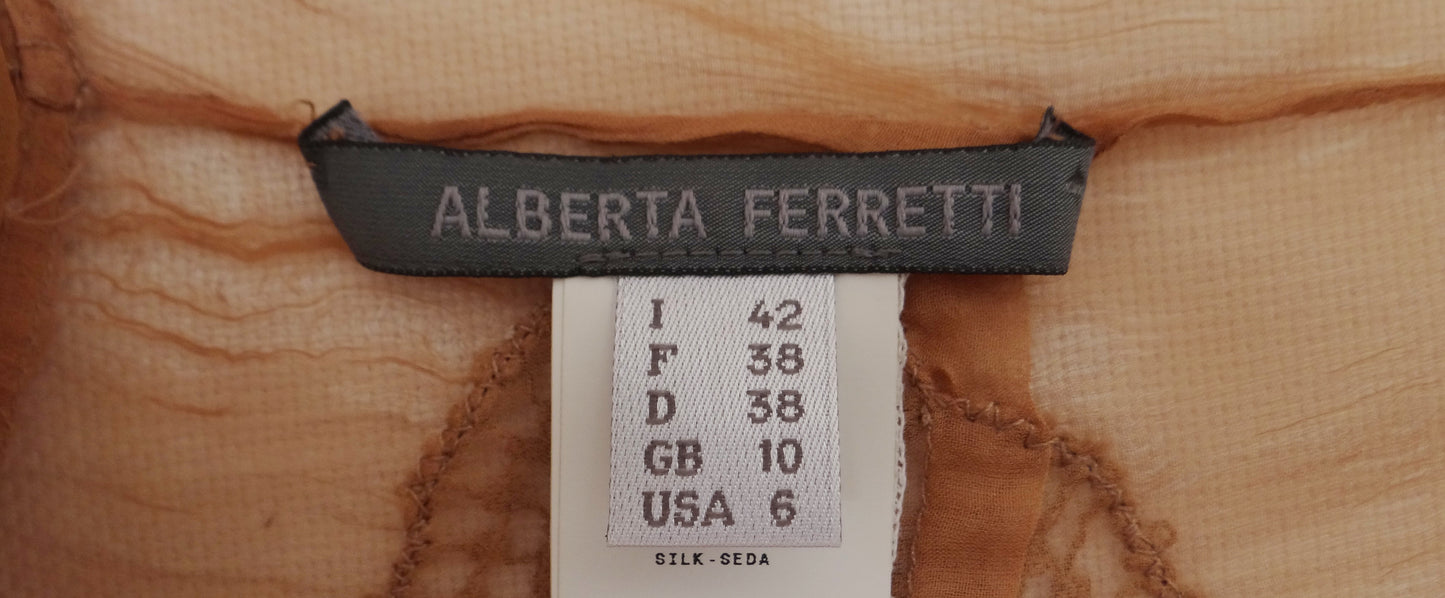 ALBERTA FERRETTI
I 42
F 38
D 38
GB 10
USA 6
SILK-SEDA